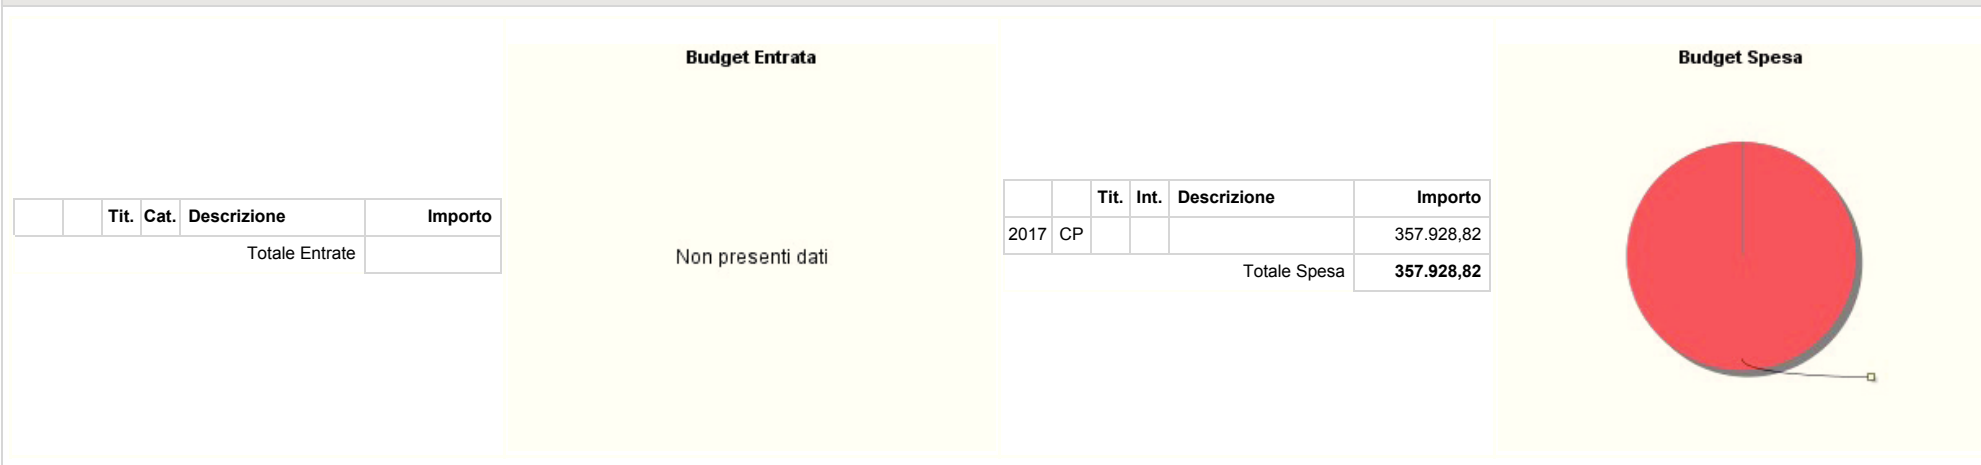 Tit. Cat. Descrizione Importo
Totale Entrate
Budget Entrata
Non presenti dati
Tit. Int. Descrizione Importo
2017 CP 357.928,82
Totale Spesa 357.928,82
Budget Spesa